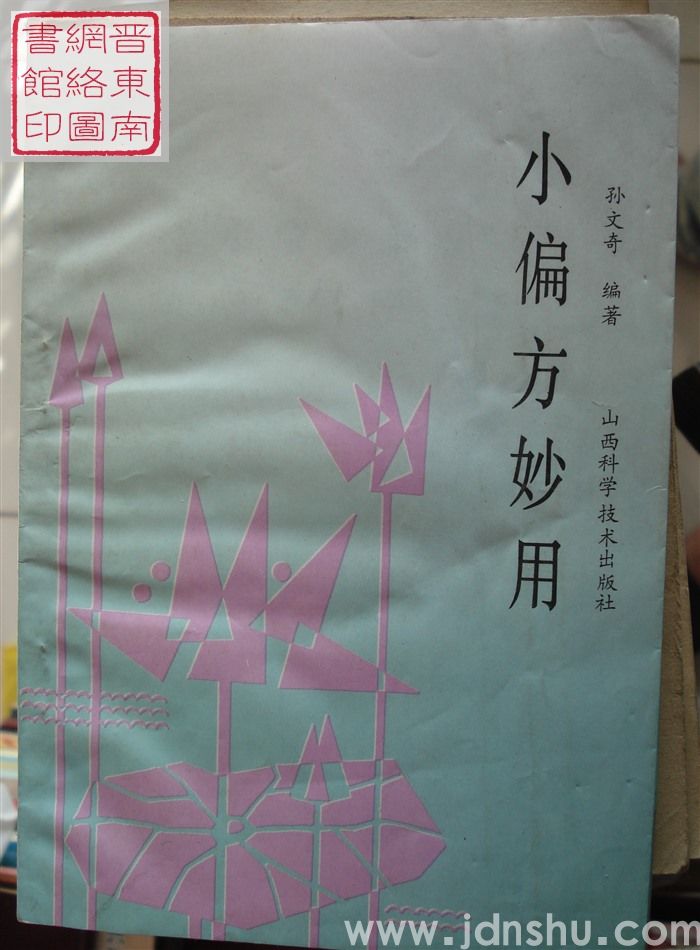 晋東南
網絡圖
書館印
小偏方妙用
孙文奇 编著
山西科学技术出版社
www.jdnshu.com